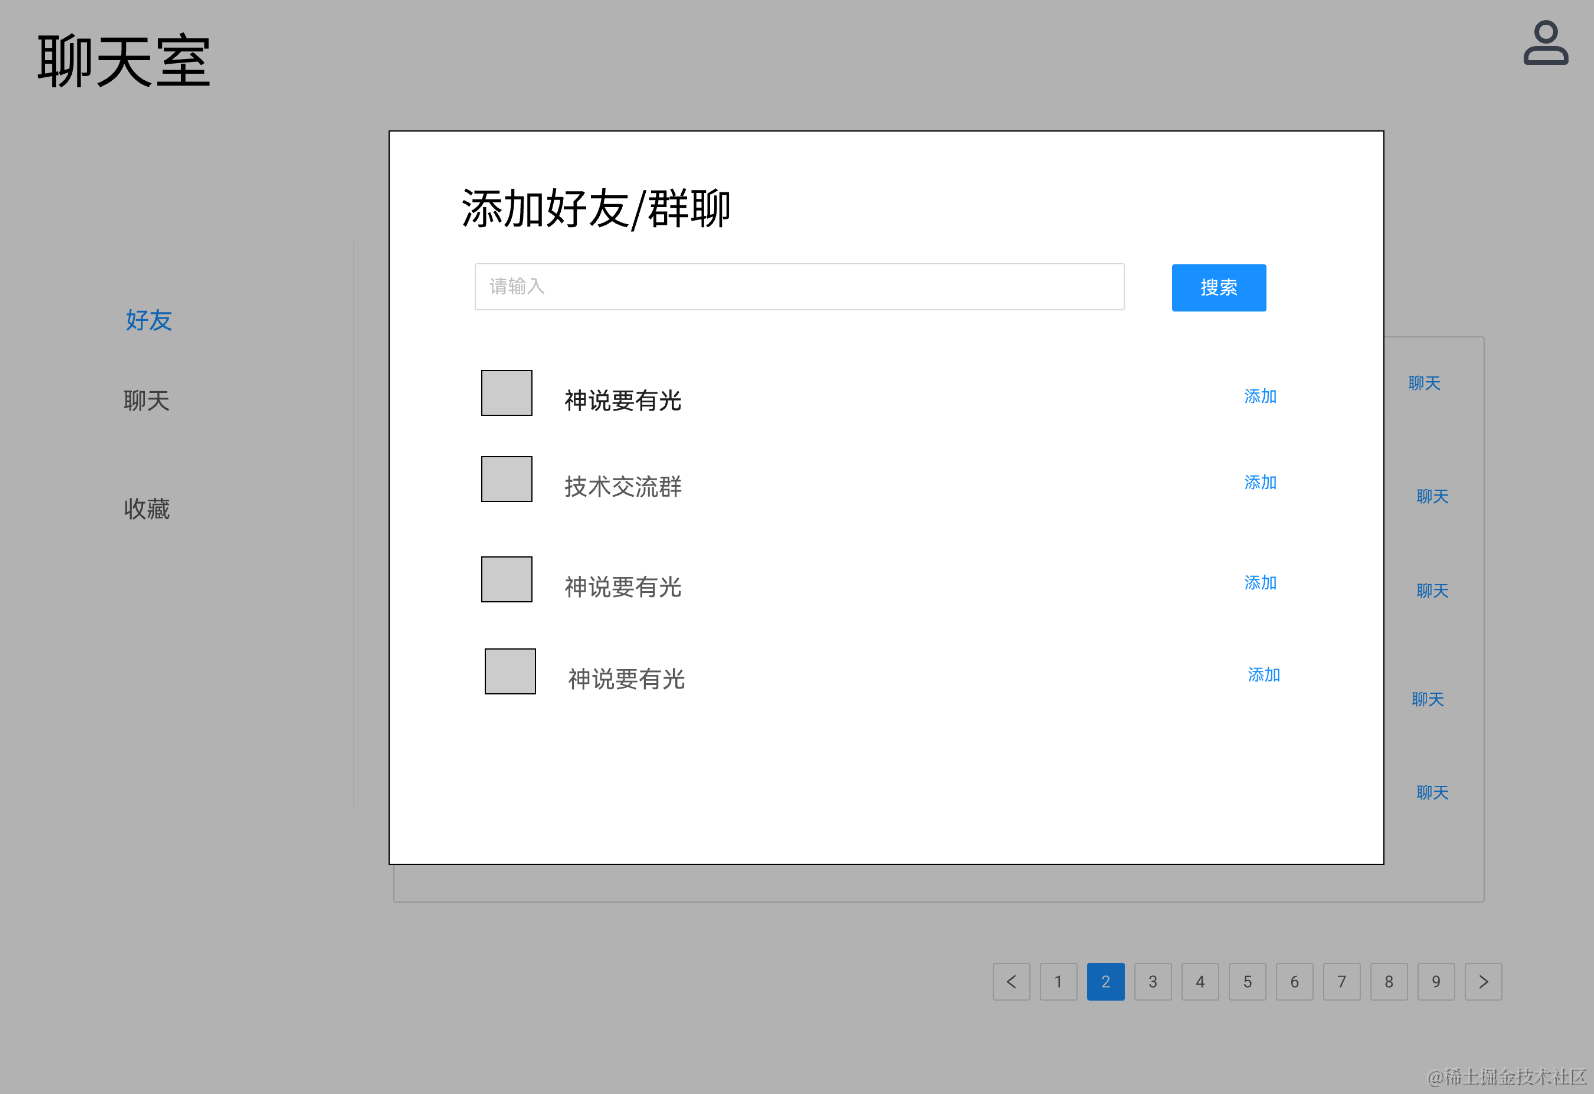 聊天室
添加好友/群聊
请输入
搜索
好友
聊天
收藏
神说要有光
添加
技术交流群
添加
神说要有光
添加
神说要有光
添加
聊天
聊天
聊天
聊天
聊天
1 2 3 4 5 6 7 8 9
@稀土掘金技术社区